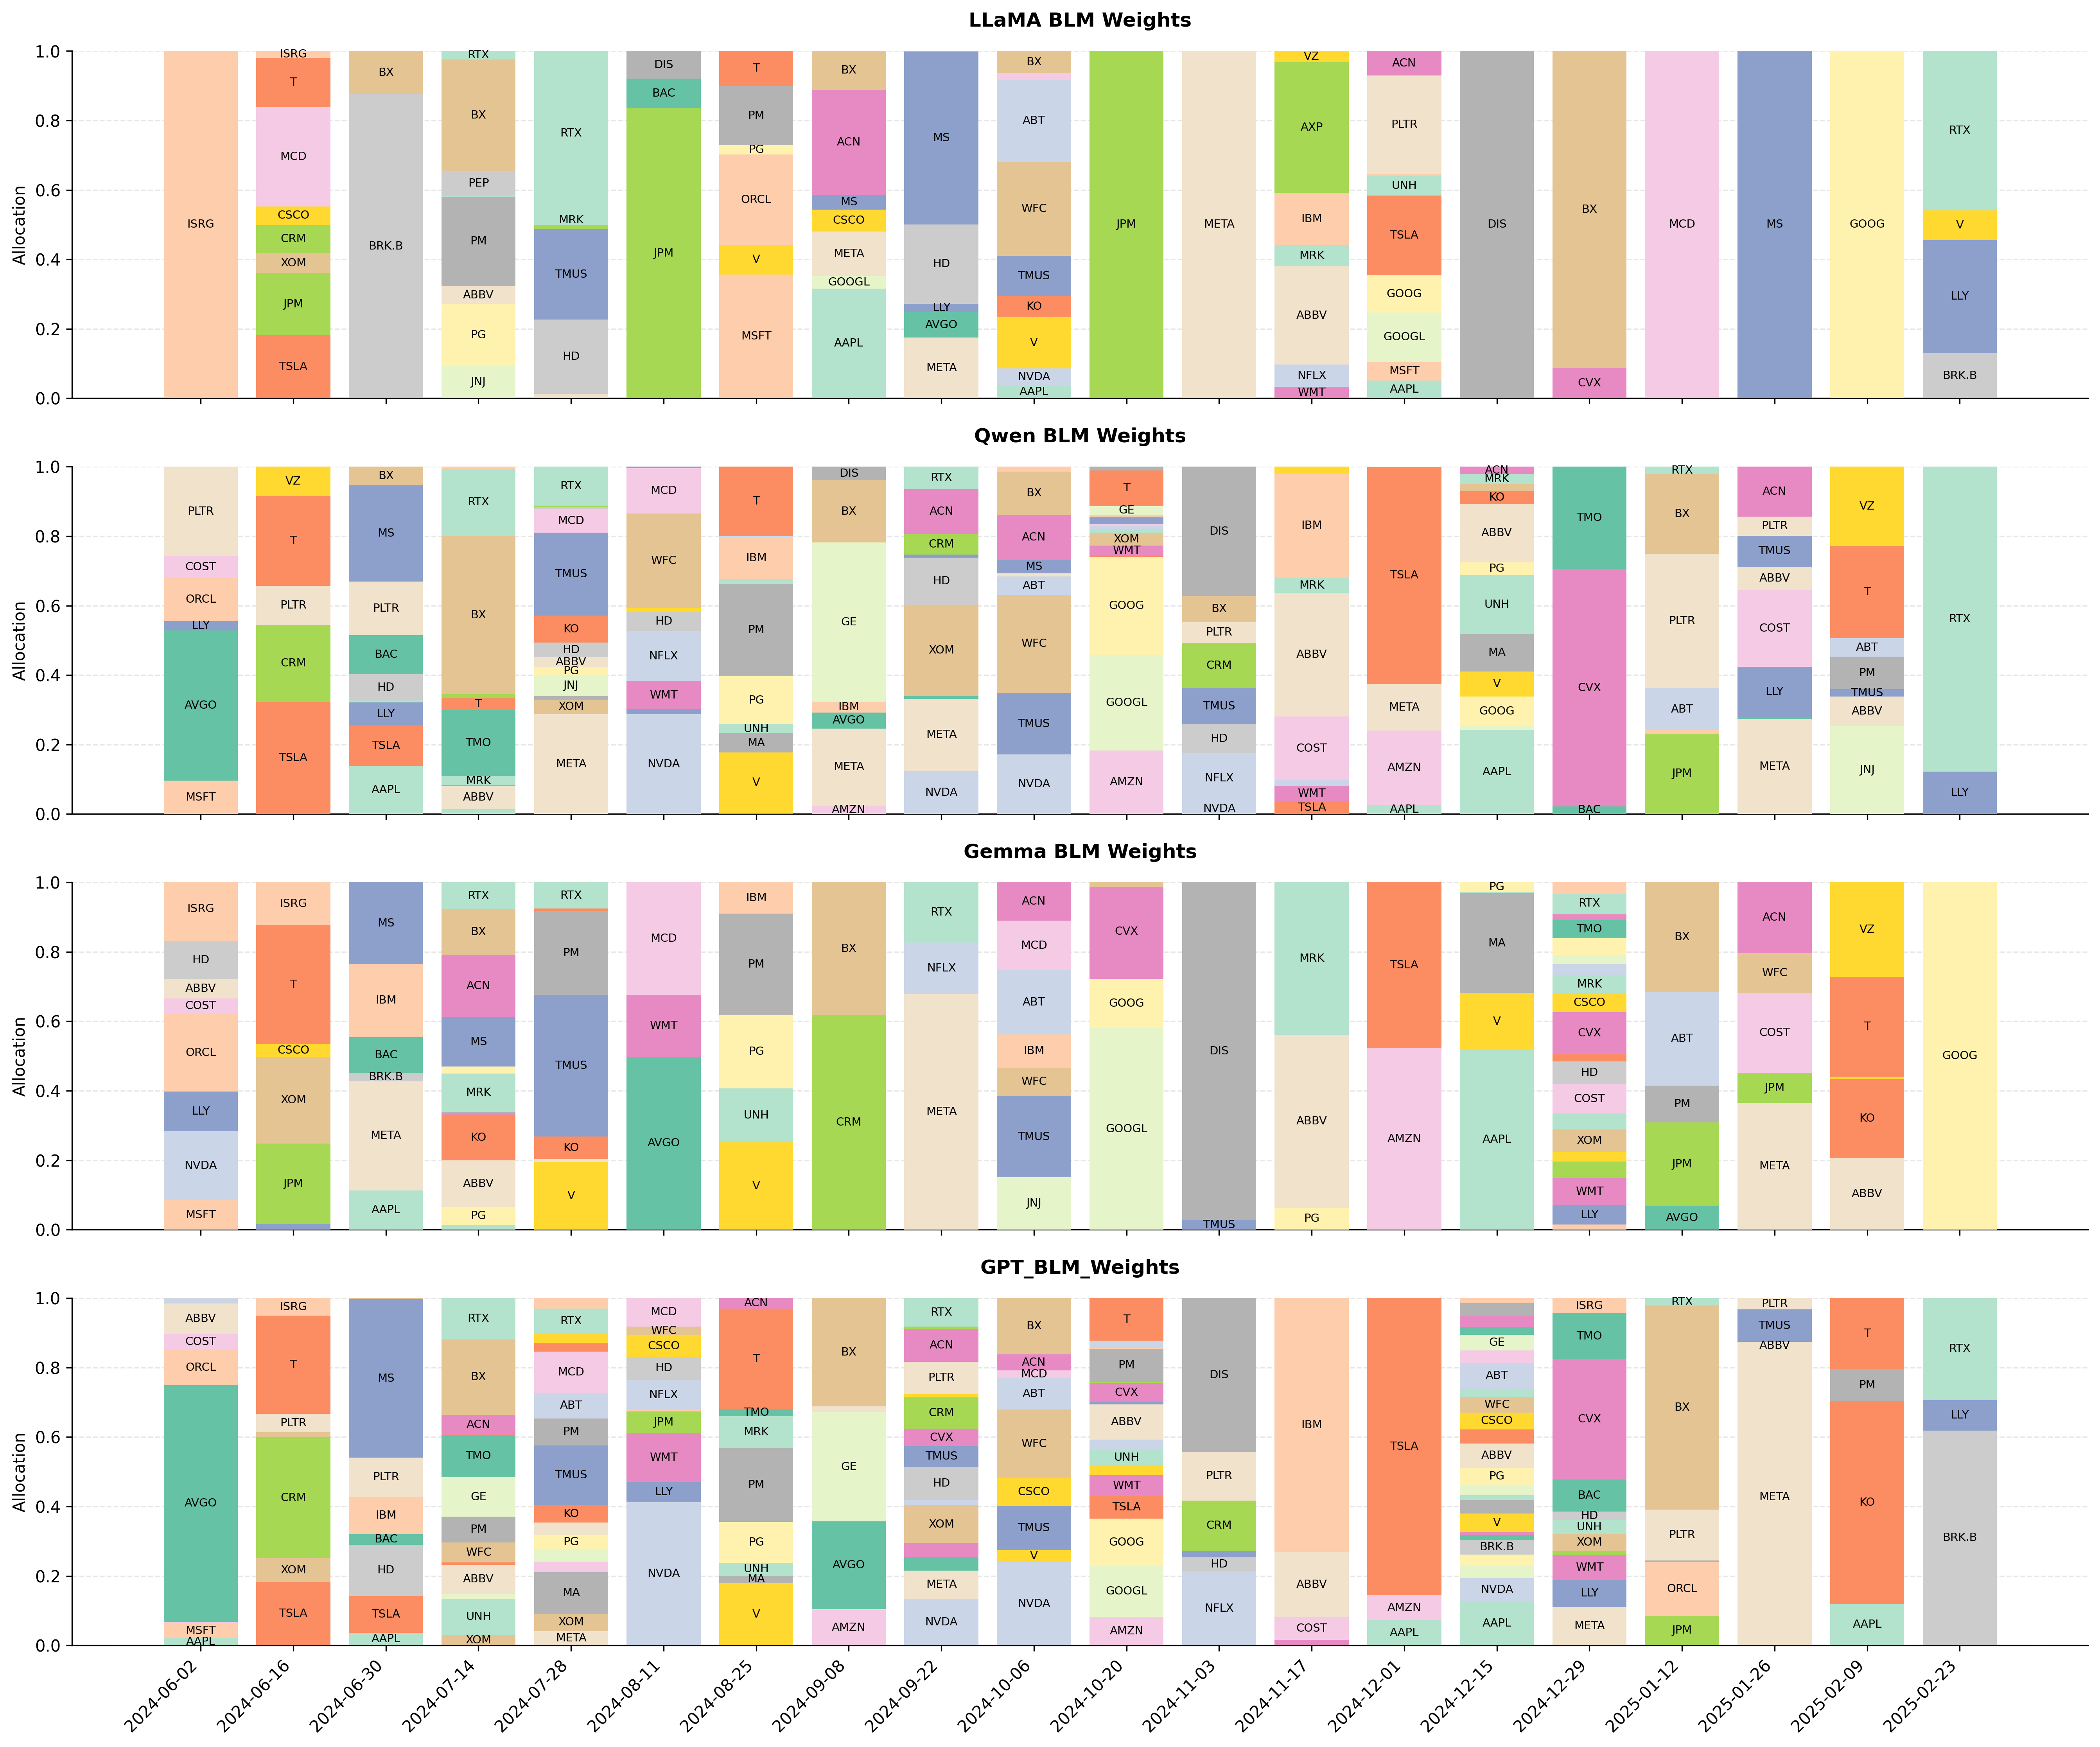 LLaMA BLM Weights
1.0
0.8
0.6
0.4
0.2
0.0
Allocation
ISRG
ISRG
T
MCD
CSCO
CRM
XOM
JPM
TSLA
BX
BRK.B
RTX
BX
PEP
PM
ABBV
PG
JNJ
RTX
MRK
TMUS
HD
DIS
BAC
JPM
T
PM
PG
ORCL
V
MSFT
BX
ACN
MS
CSCO
META
GOOGL
AAPL
MS
HD
LLY
AVGO
META
BX
ABT
WFC
TMUS
KO
V
NVDA
AAPL
JPM
META
VZ
AXP
IBM
MRK
ABBV
NFLX
WMT
ACN
PLTR
UNH
TSLA
GOOG
GOOGL
MSFT
AAPL
DIS
BX
CVX
MCD
MS
GOOG
RTX
V
LLY
BRK.B
Qwen BLM Weights
1.0
0.8
0.6
0.4
0.2
0.0
Allocation
PLTR
COST
ORCL
LLY
AVGO
MSFT
VZ
T
PLTR
CRM
TSLA
BX
MS
PLTR
BAC
HD
LLY
TSLA
AAPL
RTX
BX
T
TMO
MRK
ABBV
RTX
MCD
TMUS
KO
HD
ABBV
PG
JNJ
XOM
META
MCD
WFC
HD
NFLX
WMT
NVDA
T
IBM
PM
PG
UNH
MA
V
DIS
BX
GE
IBM
AVGO
META
AMZN
RTX
ACN
CRM
HD
XOM
META
NVDA
BX
ACN
MS
ABT
WFC
TMUS
NVDA
T
GE
XOM
WMT
GOOG
GOOGL
AMZN
DIS
BX
PLTR
CRM
TMUS
HD
NFLX
NVDA
IBM
MRK
ABBV
COST
WMT
TSLA
TSLA
META
AMZN
AAPL
ACN
MRK
KO
ABBV
PG
UNH
MA
V
GOOG
AAPL
TMO
CVX
BAC
RTX
BX
PLTR
ABT
JPM
ACN
PLTR
TMUS
ABBV
COST
LLY
META
VZ
T
ABT
PM
TMUS
ABBV
JNJ
RTX
LLY
Gemma BLM Weights
1.0
0.8
0.6
0.4
0.2
0.0
Allocation
ISRG
HD
ABBV
COST
ORCL
LLY
NVDA
MSFT
ISRG
T
CSCO
XOM
JPM
MS
IBM
BAC
BRK.B
META
AAPL
RTX
BX
ACN
MS
MRK
KO
ABBV
PG
RTX
PM
TMUS
KO
V
MCD
WMT
AVGO
IBM
PM
PG
UNH
V
BX
CRM
RTX
NFLX
META
ACN
MCD
ABT
IBM
WFC
TMUS
JNJ
CVX
GOOG
GOOGL
DIS
TMUS
MRK
ABBV
PG
TSLA
AMZN
PG
MA
V
AAPL
RTX
TMO
MRK
CSCO
CVX
HD
COST
XOM
WMT
LLY
BX
ABT
PM
JPM
AVGO
ACN
WFC
COST
JPM
META
VZ
T
KO
ABBV
GOOG
GPT_BLM_Weights
1.0
0.8
0.6
0.4
0.2
0.0
Allocation
ABBV
COST
ORCL
AVGO
MSFT
AAPL
ISRG
T
PLTR
CRM
XOM
TSLA
MS
PLTR
IBM
BAC
HD
TSLA
AAPL
RTX
BX
ACN
TMO
GE
PM
WFC
ABBV
UNH
XOM
RTX
MCD
ABT
PM
TMUS
KO
PG
MA
XOM
META
MCD
WFC
CSCO
HD
NFLX
JPM
WMT
LLY
NVDA
ACN
T
TMO
MRK
PM
PG
UNH
MA
V
BX
GE
AVGO
AMZN
RTX
ACN
PLTR
CRM
CVX
TMUS
HD
XOM
META
NVDA
BX
ACN
MCD
ABT
WFC
CSCO
TMUS
V
NVDA
T
PM
CVX
ABBV
UNH
WMT
TSLA
GOOG
GOOGL
AMZN
DIS
PLTR
CRM
HD
NFLX
IBM
ABBV
COST
TSLA
AMZN
AAPL
GE
ABT
WFC
CSCO
ABBV
PG
V
BRK.B
NVDA
AAPL
ISRG
TMO
CVX
BAC
HD
UNH
XOM
WMT
LLY
META
RTX
BX
PLTR
ORCL
JPM
PLTR
TMUS
ABBV
META
T
PM
KO
AAPL
RTX
LLY
BRK.B
2024-06-02
2024-06-16
2024-06-30
2024-07-14
2024-07-28
2024-08-11
2024-08-25
2024-09-08
2024-09-22
2024-10-06
2024-10-20
2024-11-03
2024-11-17
2024-12-01
2024-12-15
2024-12-29
2025-01-12
2025-01-26
2025-02-09
2025-02-23